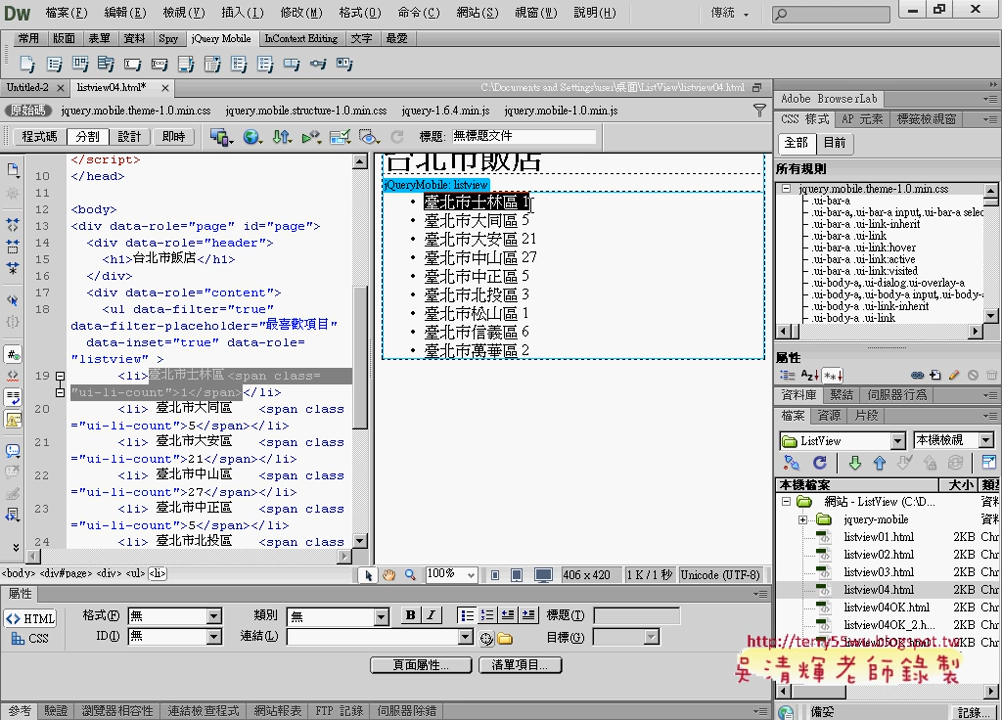 Dw 檔案(F) 編輯(E) 檢視(V) 插入(I) 修改(M) 格式(O) 命令(C) 網站(S) 視窗(W) 說明(H) 傳統
常用 版面 表單 資料 Spry jQuery Mobile InContext Editing 文字 最愛
Untitled-2 listview04.html* C:\Documents and Settings\user\桌面\ListView\listview04.html
原始碼 jquery.mobile.theme-1.0.min.css jquery.mobile.structure-1.0.min.css jquery-1.6.4.min.js jquery.mobile-1.0.min.js
程式碼 分割 設計 即時 標題: 無標題文件
</script>
10 </head>
11
12 <body>
13 <div data-role="page" id="page">
14 <div data-role="header">
15 <h1>台北市飯店</h1>
16 </div>
17 <div data-role="content">
18 <ul data-filter="true"
data-filter-placeholder="最喜歡項目"
data-inset="true" data-role=
"listview" >
19 <li>臺北市士林區<span class=
"ui-li-count">1</span></li>
20 <li> 臺北市大同區 <span class
="ui-li-count">5</span></li>
21 <li> 臺北市大安區 <span class
="ui-li-count">21</span></li>
22 <li> 臺北市中山區 <span class
="ui-li-count">27</span></li>
23 <li> 臺北市中正區 <span class
="ui-li-count">5</span></li>
24 <li> 臺北市北投區 <span class
台北市飯店
jQueryMobile: listview
• 臺北市士林區 1
• 臺北市大同區 5
• 臺北市大安區 21
• 臺北市中山區 27
• 臺北市中正區 5
• 臺北市北投區 3
• 臺北市松山區 1
• 臺北市信義區 6
• 臺北市萬華區 2
<body> <div#page> <div> <ul> <li> 100% 406 x 420 1 K / 1 秒 Unicode (UTF-8)
屬性
HTML 格式(F) 無 類別 無 B I 標題(T)
CSS ID(I) 無 連結(L) 目標(G)
頁面屬性... 清單項目...
參考 驗證 瀏覽器相容性 連結檢查程式 網站報表 FTP 記錄 伺服器除錯
Adobe BrowserLab
CSS 樣式 AP 元素 標籤檢視窗
全部 目前
所有規則
jquery.mobile.theme-1.0.min.css
.ui-bar-a
.ui-bar-a, .ui-bar-a input, .ui-bar-a selec
.ui-bar-a .ui-link-inherit
.ui-bar-a .ui-link
.ui-bar-a .ui-link:hover
.ui-bar-a .ui-link:active
.ui-bar-a .ui-link:visited
.ui-body-a, .ui-dialog.ui-overlay-a
.ui-body-a, .ui-body-a input, .ui-body-
.ui-body-a .ui-link-inherit
.ui-body-a .ui-link
屬性
資料庫 繫結 伺服器行為
檔案 資源 片段
ListView 本機檢視
本機檔案 大小 類型
網站 - ListView (C:\D... 資料
jquery-mobile 資料
listview01.html 2KB Chr
listview02.html 2KB Chr
listview03.html 2KB Chr
listview04.html 2KB Chr
listview04OK.html 2KB Chr
listview04OK_2.h... 2KB Chr
listview05OK.html 2KB Chr
http://terry55wu.blogspot.tw
吳清輝老師錄製
備妥 記錄...